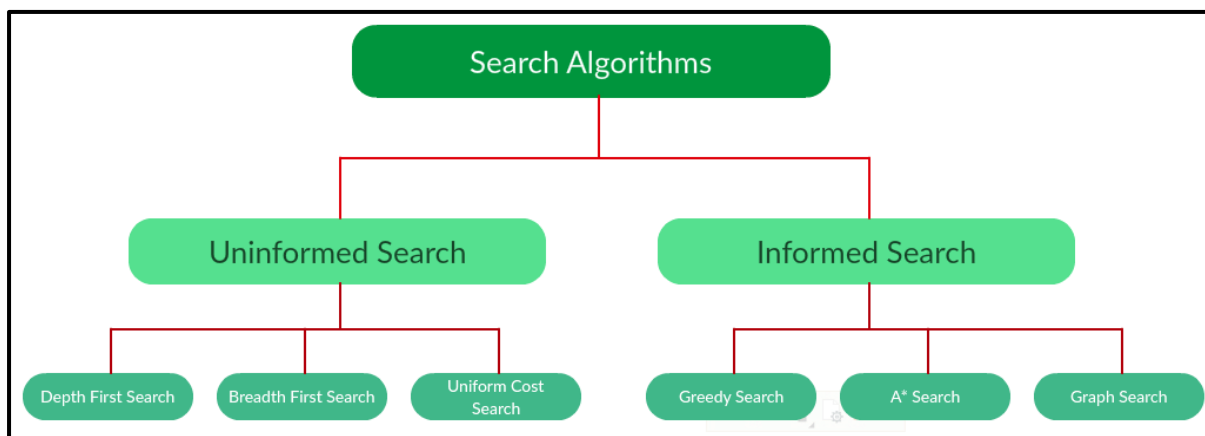 Search Algorithms
Uninformed Search
Informed Search
Depth First Search
Breadth First Search
Uniform Cost
Search
Greedy Search
A* Search
Graph Search